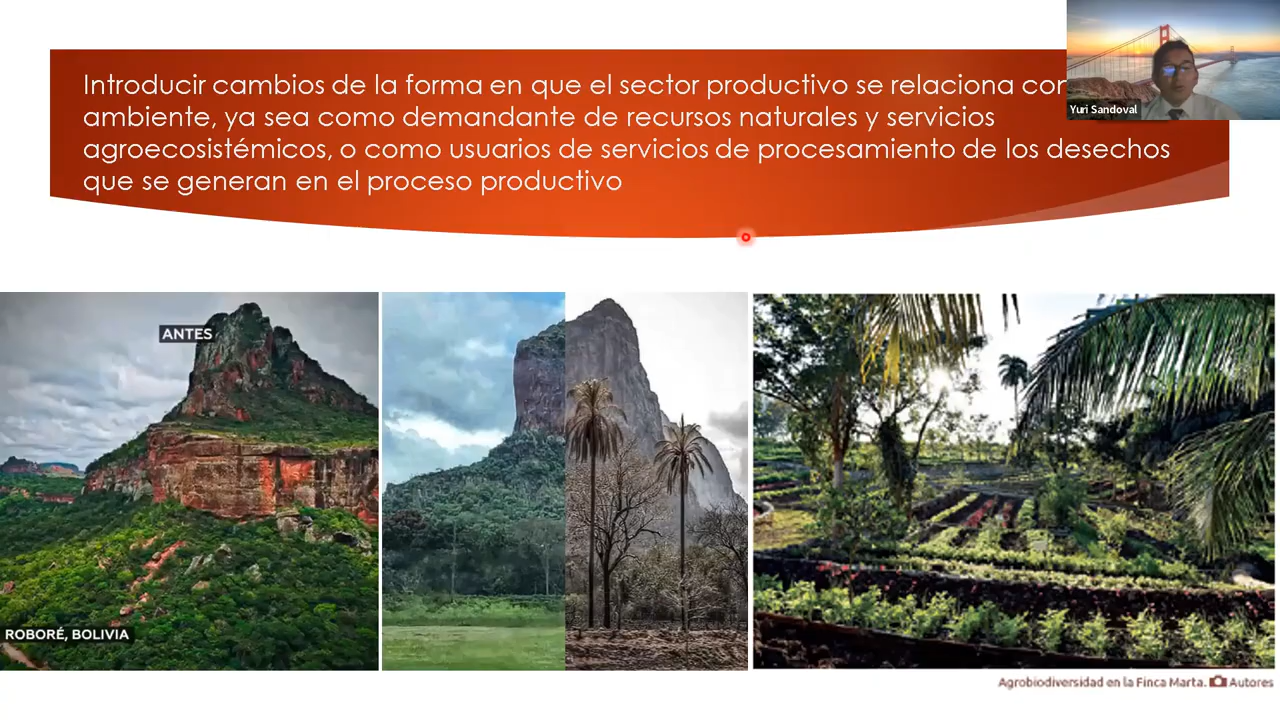 Introducir cambios de la forma en que el sector productivo se relaciona con
ambiente, ya sea como demandante de recursos naturales y servicios
agroecosistémicos, o como usuarios de servicios de procesamiento de los desechos
que se generan en el proceso productivo
Yuri Sandoval
ANTES
ROBORÉ, BOLIVIA
Agrobiodiversidad en la Finca Marta. Autores